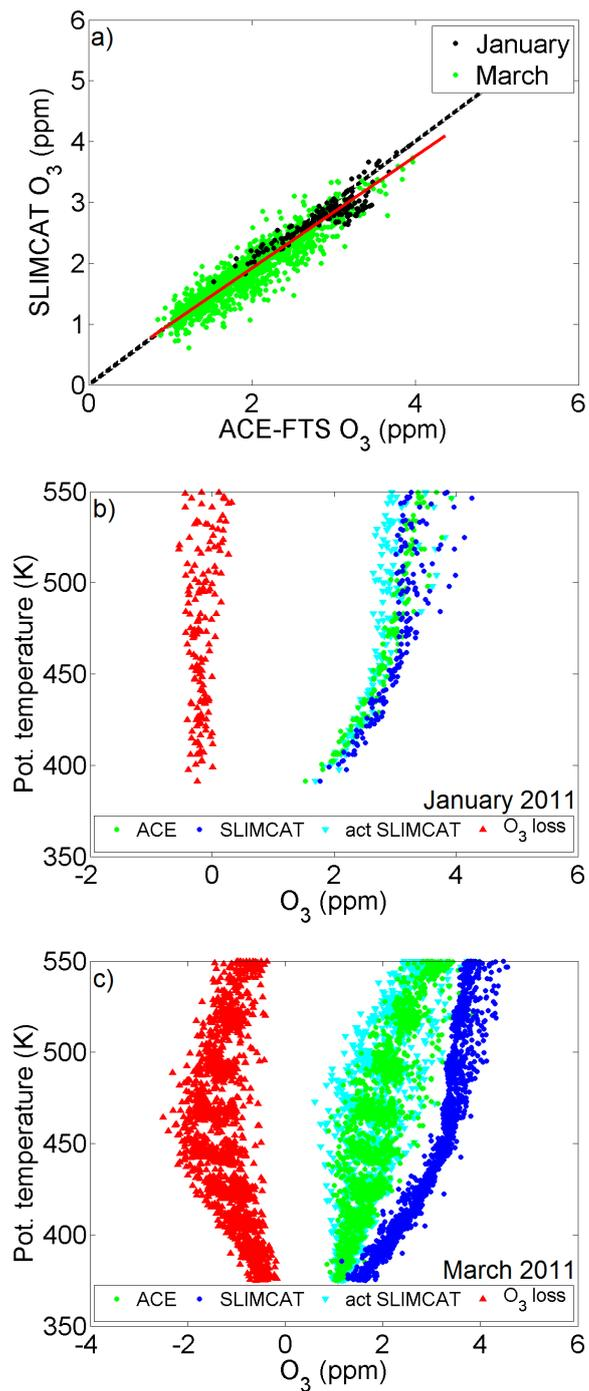 a)
January
March
6
5
4
3
2
1
0
SLIMCAT O3 (ppm)
0 2 4 6
ACE-FTS O3 (ppm)
b)
550
500
450
400
350
Pot. temperature (K)
January 2011
ACE SLIMCAT act SLIMCAT O3 loss
-2 0 2 4 6
O3 (ppm)
c)
550
500
450
400
350
Pot. temperature (K)
March 2011
ACE SLIMCAT act SLIMCAT O3 loss
-4 -2 0 2 4 6
O3 (ppm)